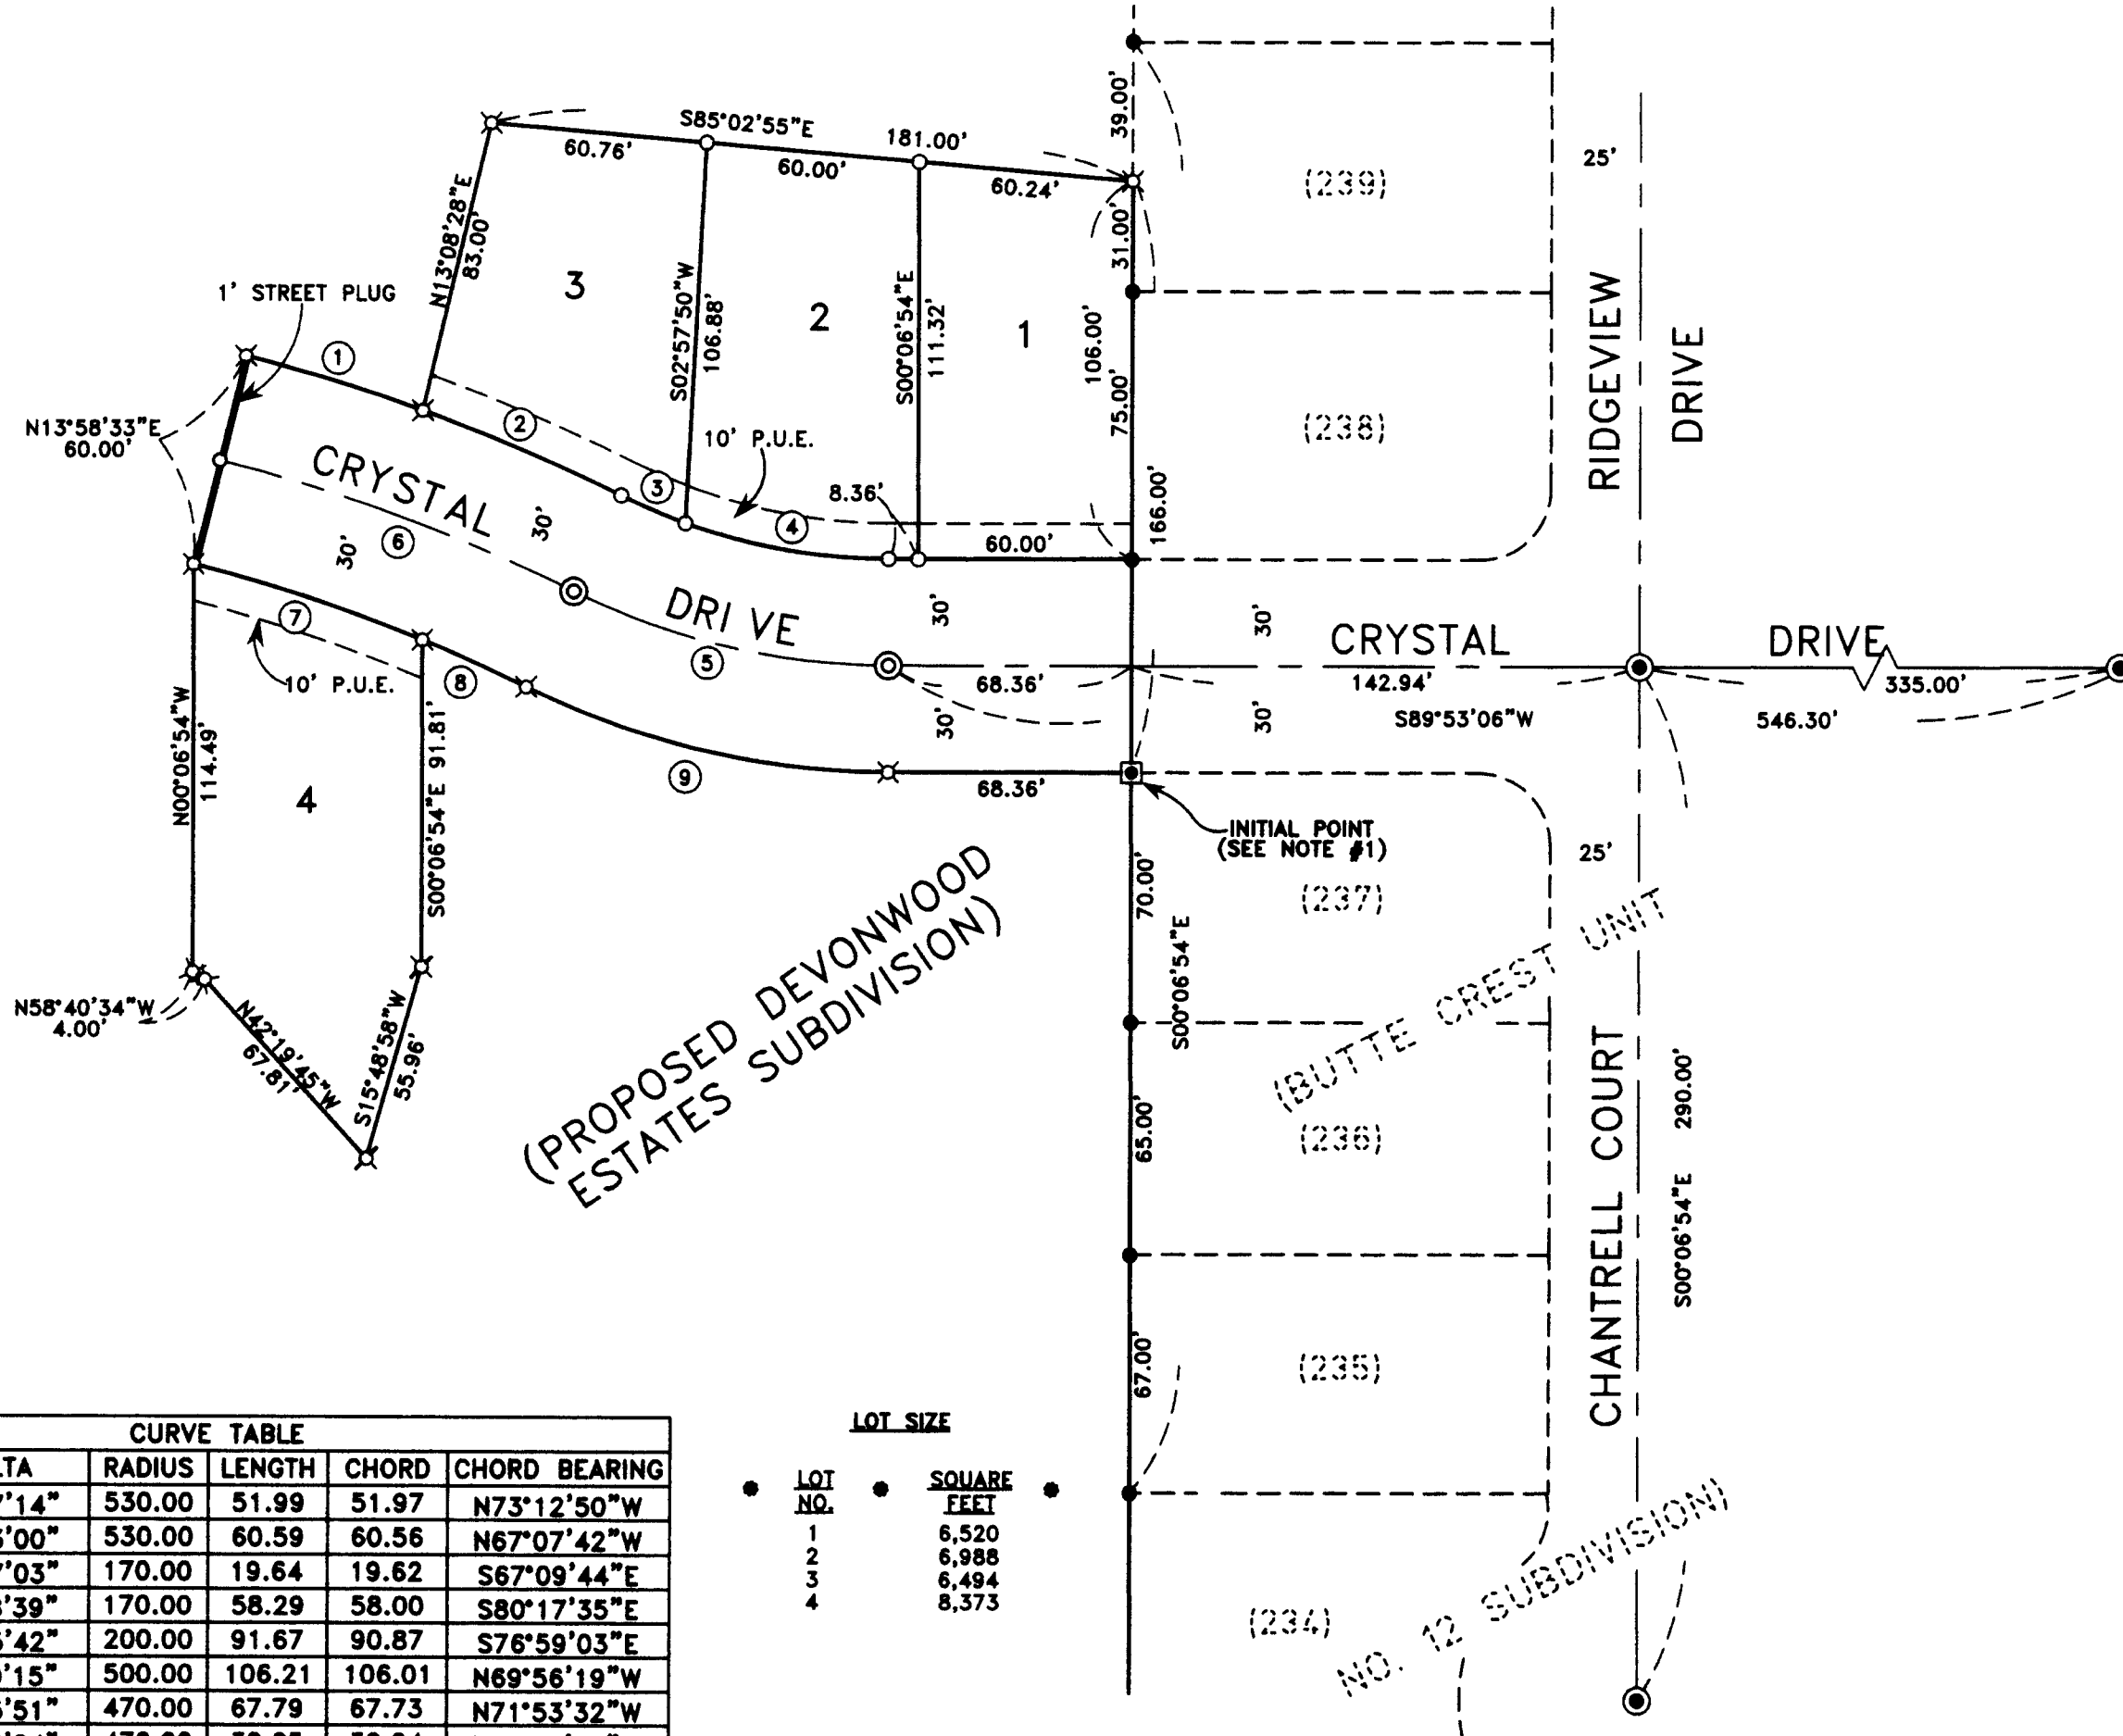 39.00'
S85°02'55"E
181.00'
60.76'
60.00'
60.24'
25'
(239)
31.00'
N13°08'28"E
83.00'
3
2
1
S02°57'50"W
106.88'
S00°06'54"E
111.32'
106.00'
75.00'
(238)
RIDGEVIEW
DRIVE
1' STREET PLUG
1
N13°58'33"E
60.00'
2
10' P.U.E.
3
8.36'
4
60.00'
166.00'
CRYSTAL
30'
30'
6
DRIVE
5
7
10' P.U.E.
8
30'
68.36'
30'
30'
CRYSTAL
DRIVE
142.94'
335.00'
30'
S89°53'06"W
546.30'
9
68.36'
INITIAL POINT
(SEE NOTE #1)
N00°06'54"W
114.49'
4
S00°06'54"E 91.81'
N58°40'34"W
4.00'
N42°19'45"W
67.81'
S15°48'58"W
55.96'
(PROPOSED DEVONWOOD
ESTATES SUBDIVISION)
70.00'
S00°06'54"E
(237)
25'
(BUTTE CREST UNIT
65.00'
(236)
CHANTRELL COURT
S00°06'54"E 290.00'
67.00'
(235)
(234)
NO. 12 SUBDIVISION)
CURVE TABLE
TA RADIUS LENGTH CHORD CHORD BEARING
'14" 530.00 51.99 51.97 N73°12'50"W
'00" 530.00 60.59 60.56 N67°07'42"W
'03" 170.00 19.64 19.62 S67°09'44"E
'39" 170.00 58.29 58.00 S80°17'35"E
'42" 200.00 91.67 90.87 S76°59'03"E
'15" 500.00 106.21 106.01 N69°56'19"W
'51" 470.00 67.79 67.73 N71°53'32"W
LOT SIZE
LOT SQUARE
NO. FEET
1 6,520
2 6,988
3 6,494
4 8,373